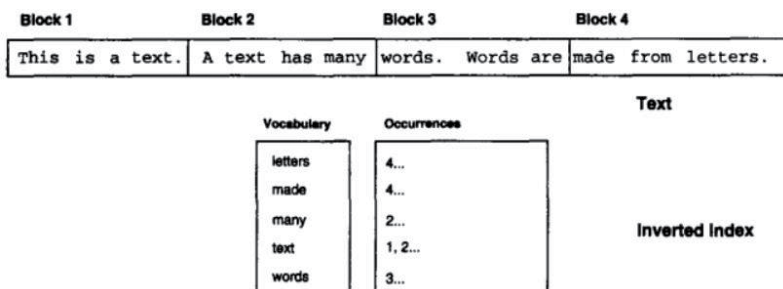 Block 1 Block 2 Block 3 Block 4
This is a text. A text has many words. Words are made from letters.
Text
Vocabulary Occurrences
letters 4...
made 4...
many 2...
Inverted Index
text 1, 2...
words 3...